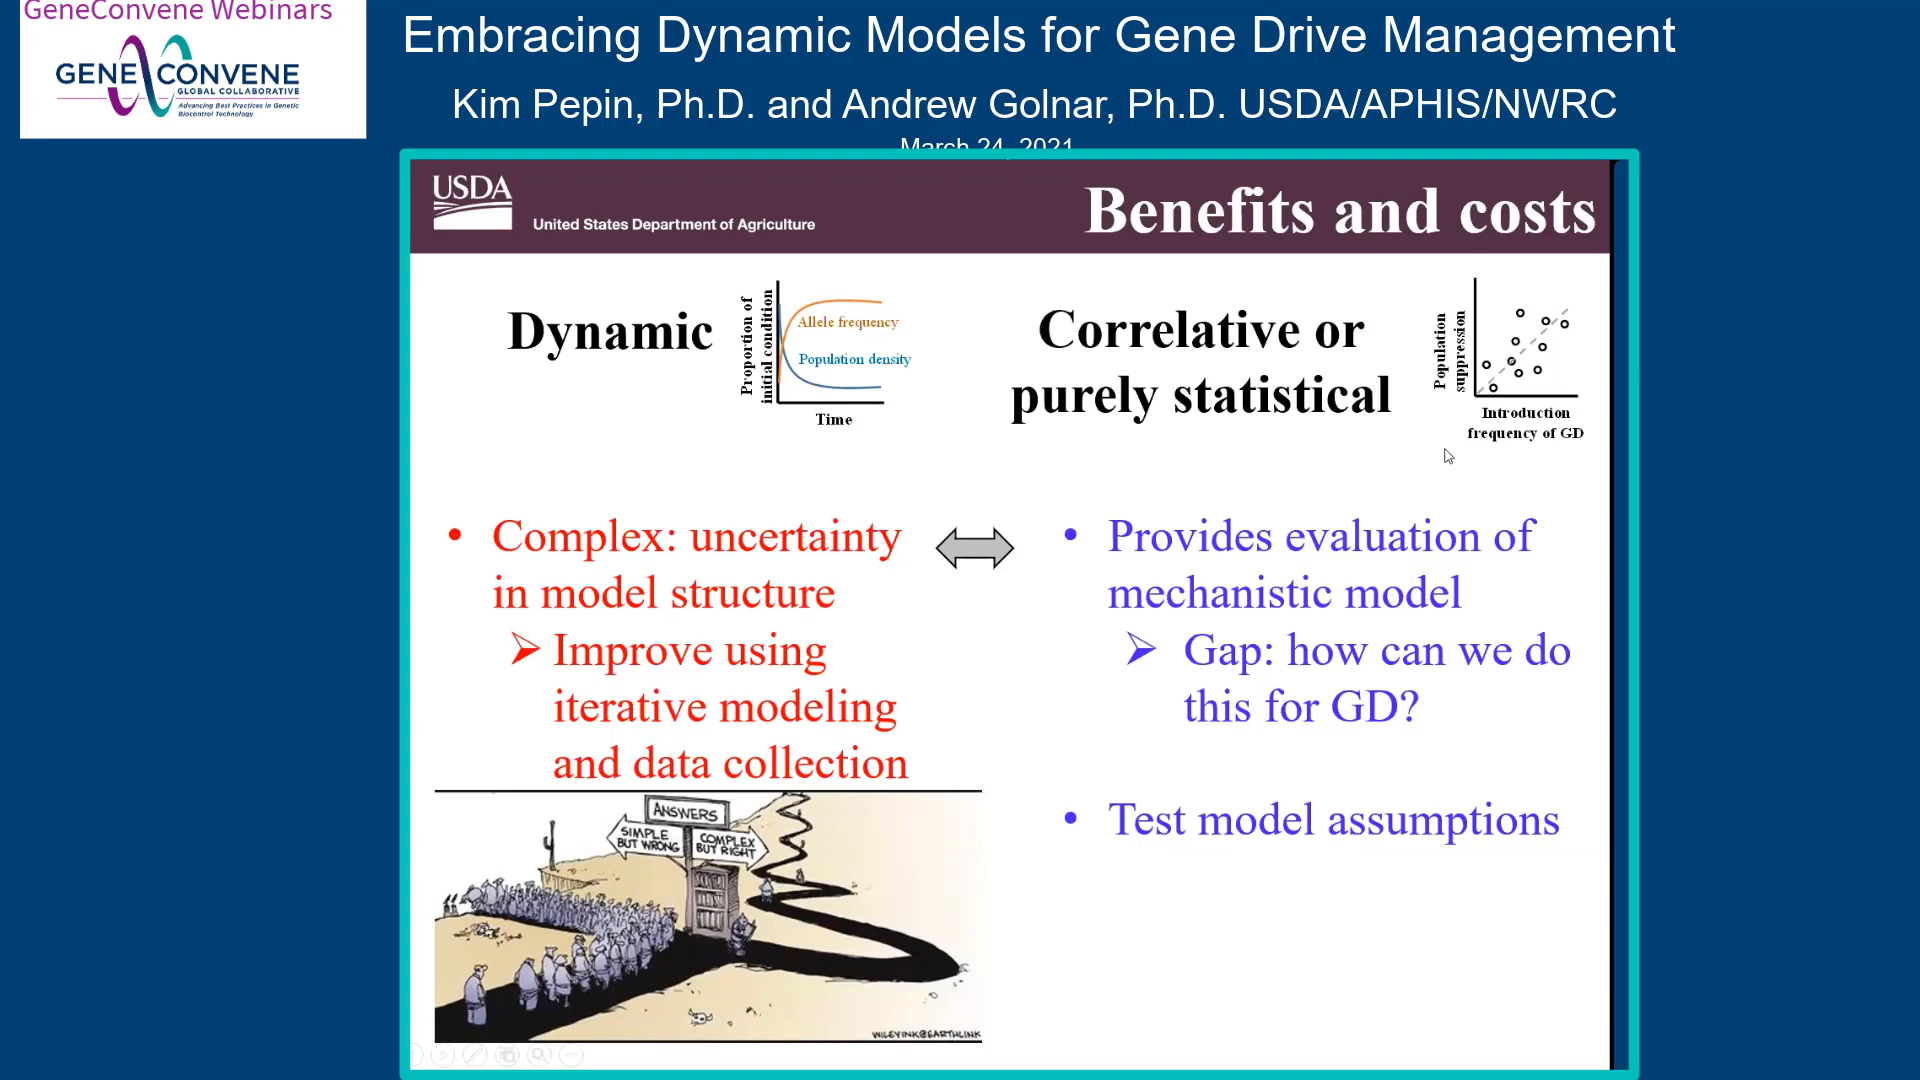 GeneConvene Webinars
GENE CONVENE
GLOBAL COLLABORATIVE
Advancing Best Practices in Genetic
Biocontrol Technology
Embracing Dynamic Models for Gene Drive Management
Kim Pepin, Ph.D. and Andrew Golnar, Ph.D. USDA/APHIS/NWRC
March 24, 2021
USDA
United States Department of Agriculture
Benefits and costs
Dynamic
Proportion of
initial condition
Allele frequency
Population density
Time
Correlative or
purely statistical
Population
suppression
Introduction
frequency of GD
• Complex: uncertainty
in model structure
➢ Improve using
iterative modeling
and data collection
• Provides evaluation of
mechanistic model
➢ Gap: how can we do
this for GD?
• Test model assumptions
ANSWERS
SIMPLE
BUT WRONG
COMPLEX
BUT RIGHT
WILEYINK@EARTHLINK